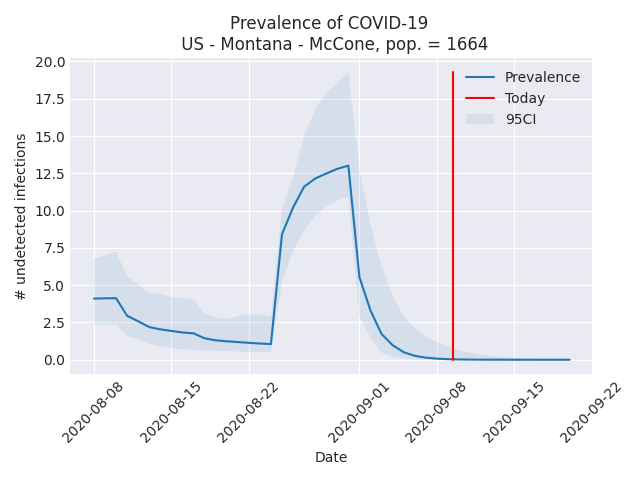 Prevalence of COVID-19
US - Montana - McCone, pop. = 1664
20.0
17.5
15.0
12.5
10.0
7.5
5.0
2.5
0.0
# undetected infections
Prevalence
Today
95CI
2020-08-08
2020-08-15
2020-08-22
2020-09-01
2020-09-08
2020-09-15
2020-09-22
Date